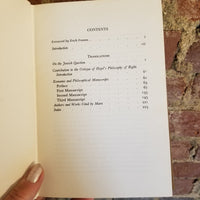 CONTENTS
Foreword by Erich Fromm
Introduction
TRANSLATIONS
On the Jewish Question
Contribution to the Critique of Hegel's Philosophy of Right
Introduction
Economic and Philosophical Manuscripts
Preface
First Manuscript
Second Manuscript
Third Manuscript
Authors and Works Cited by Marx
Index